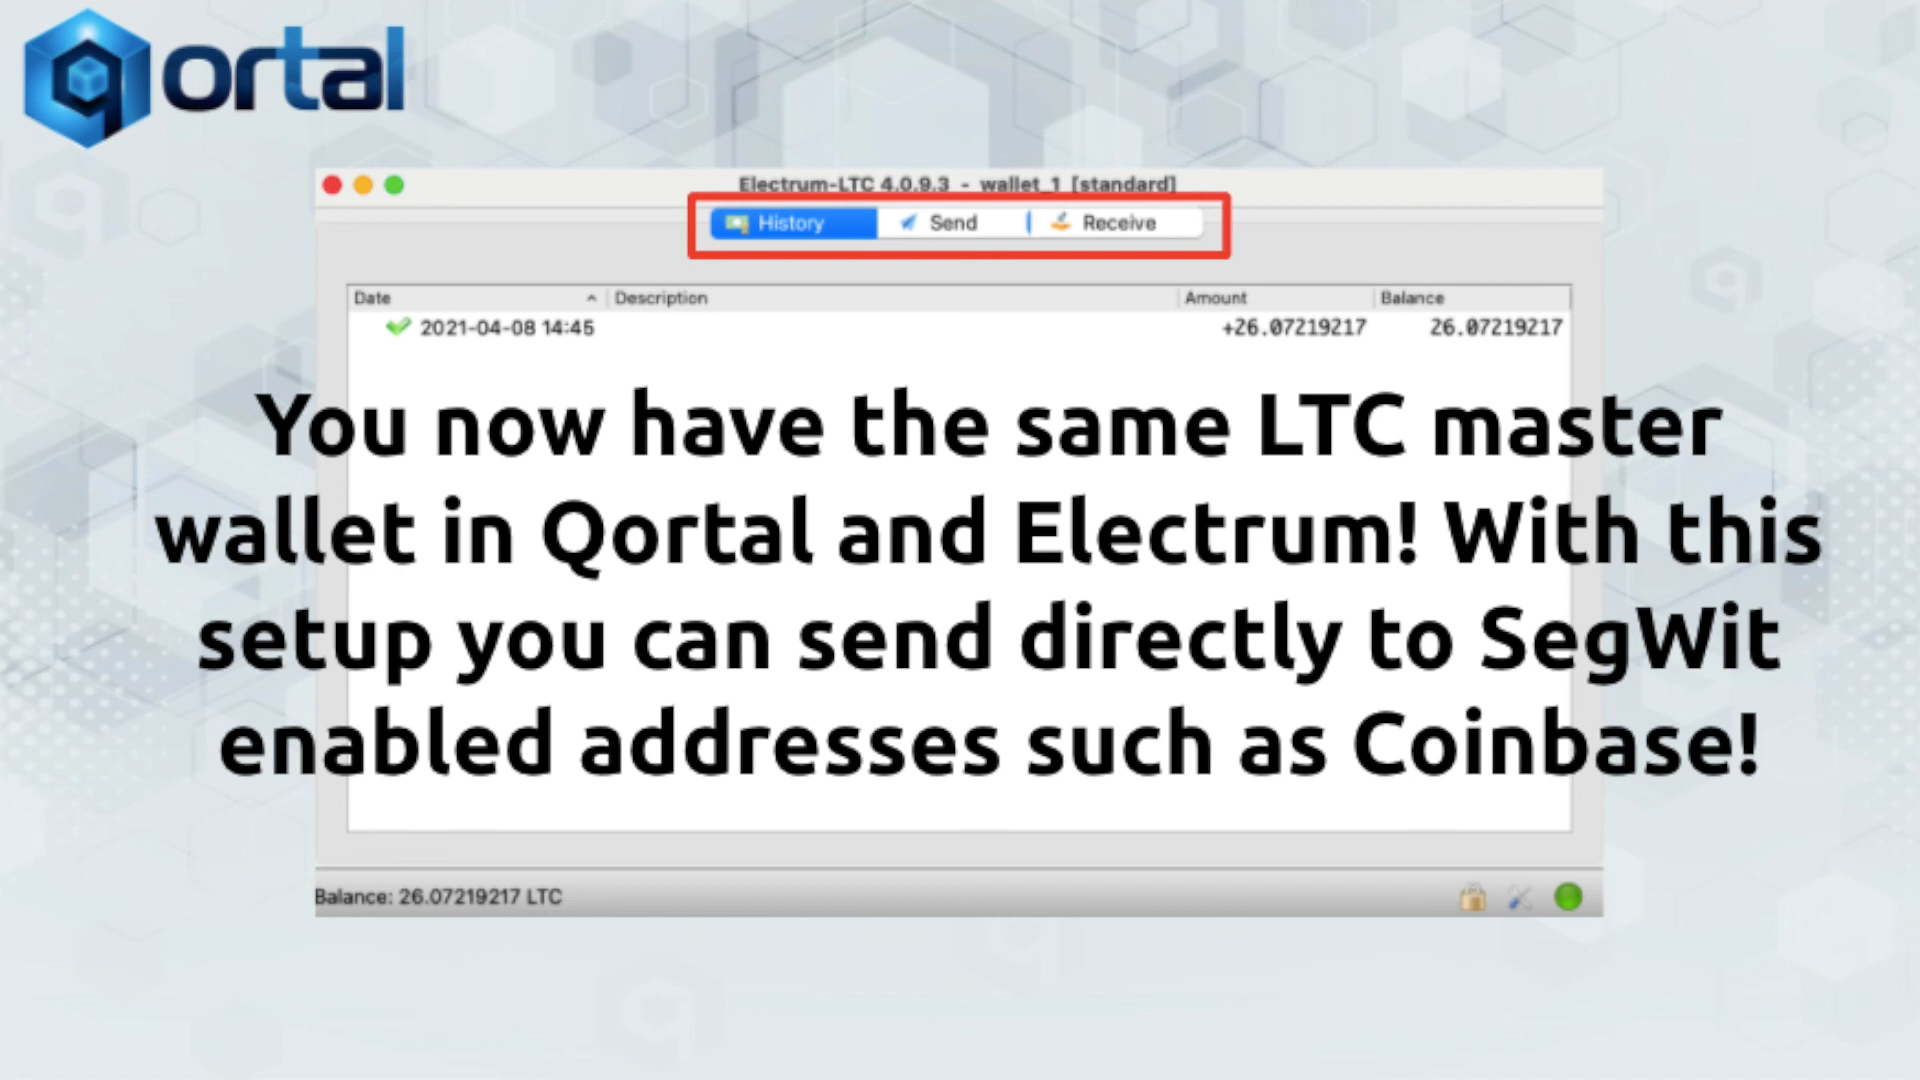 qortal
Electrum-LTC 4.0.9.3 - wallet_1 [standard]
History Send Receive
Date Description Amount Balance
2021-04-08 14:45 +26.07219217 26.07219217
You now have the same LTC master
wallet in Qortal and Electrum! With this
setup you can send directly to SegWit
enabled addresses such as Coinbase!
Balance: 26.07219217 LTC